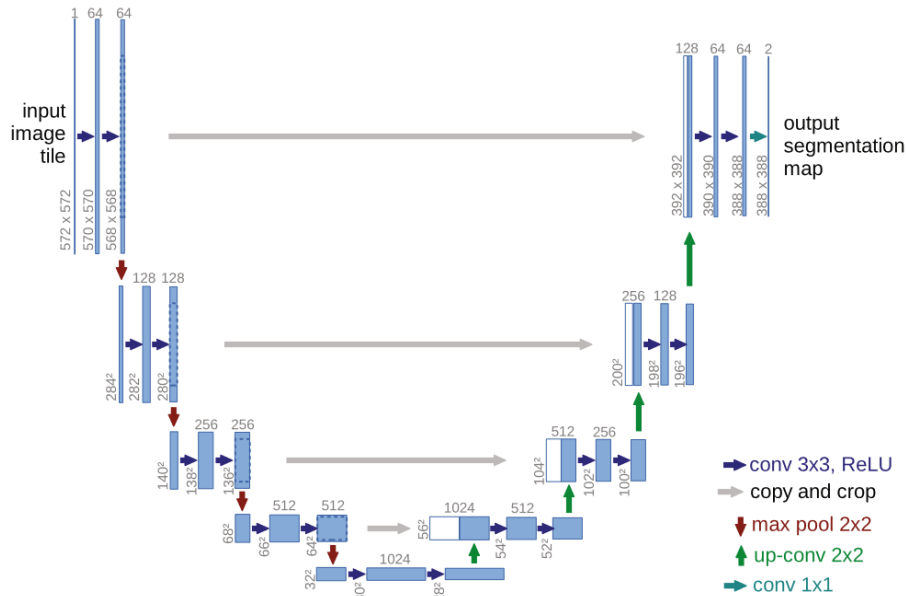 1 64 64
128 64 64 2
input
image
tile
output
segmentation
map
572 x 572
570 x 570
568 x 568
392 x 392
390 x 390
388 x 388
388 x 388
128 128
256 128
284²
282²
280²
200²
198²
196²
256 256
512 256
140²
138²
136²
104²
102²
100²
512 512
1024 512
68²
66²
64²
56²
54²
52²
1024
32²
conv 3x3, ReLU
copy and crop
max pool 2x2
up-conv 2x2
conv 1x1